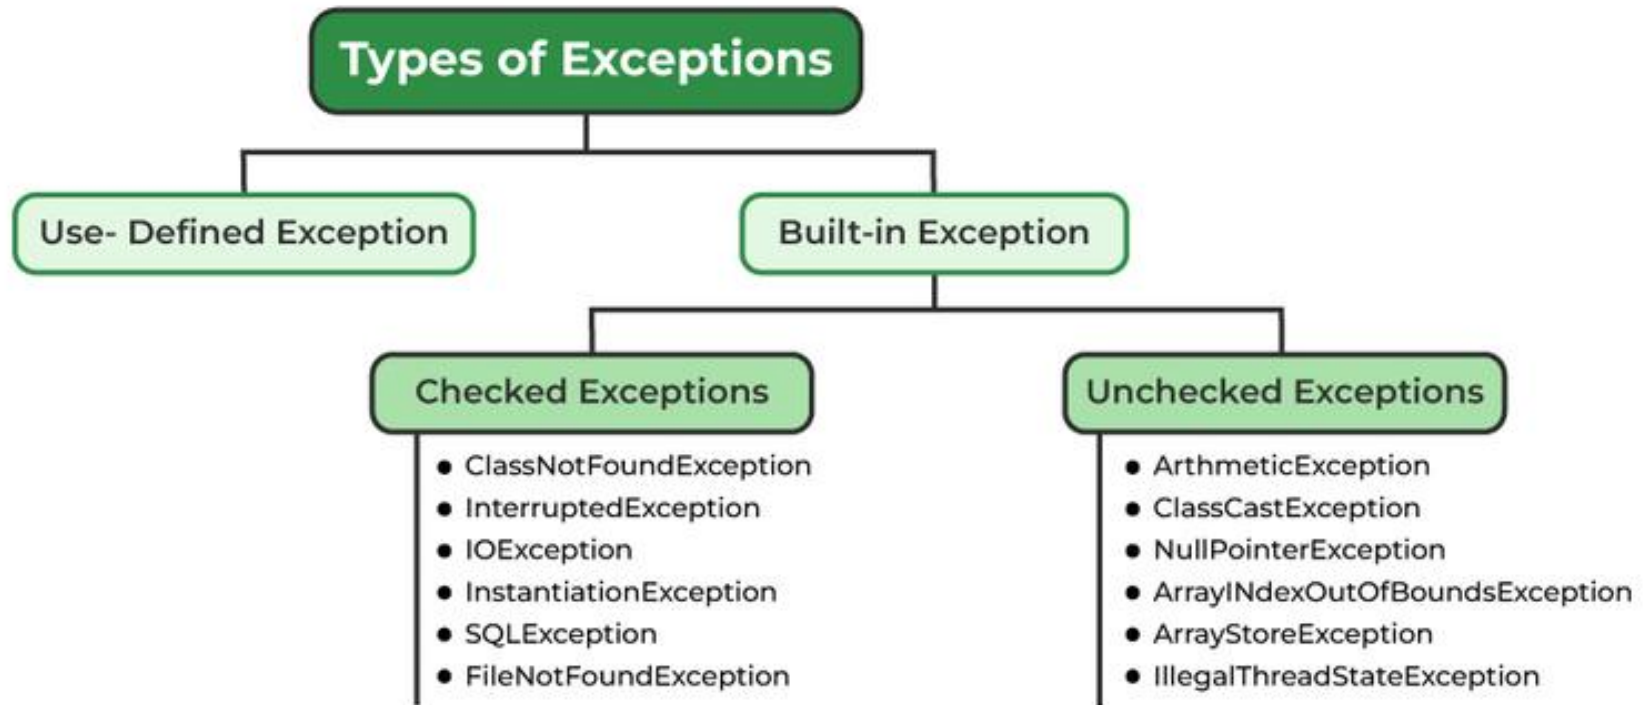 Types of Exceptions
Use- Defined Exception
Built-in Exception
Checked Exceptions
ClassNotFoundException
InterruptedException
IOException
InstantiationException
SQLException
FileNotFoundException
Unchecked Exceptions
ArthmeticException
ClassCastException
NullPointerException
ArrayINdexOutOfBoundsException
ArrayStoreException
IllegalThreadStateException